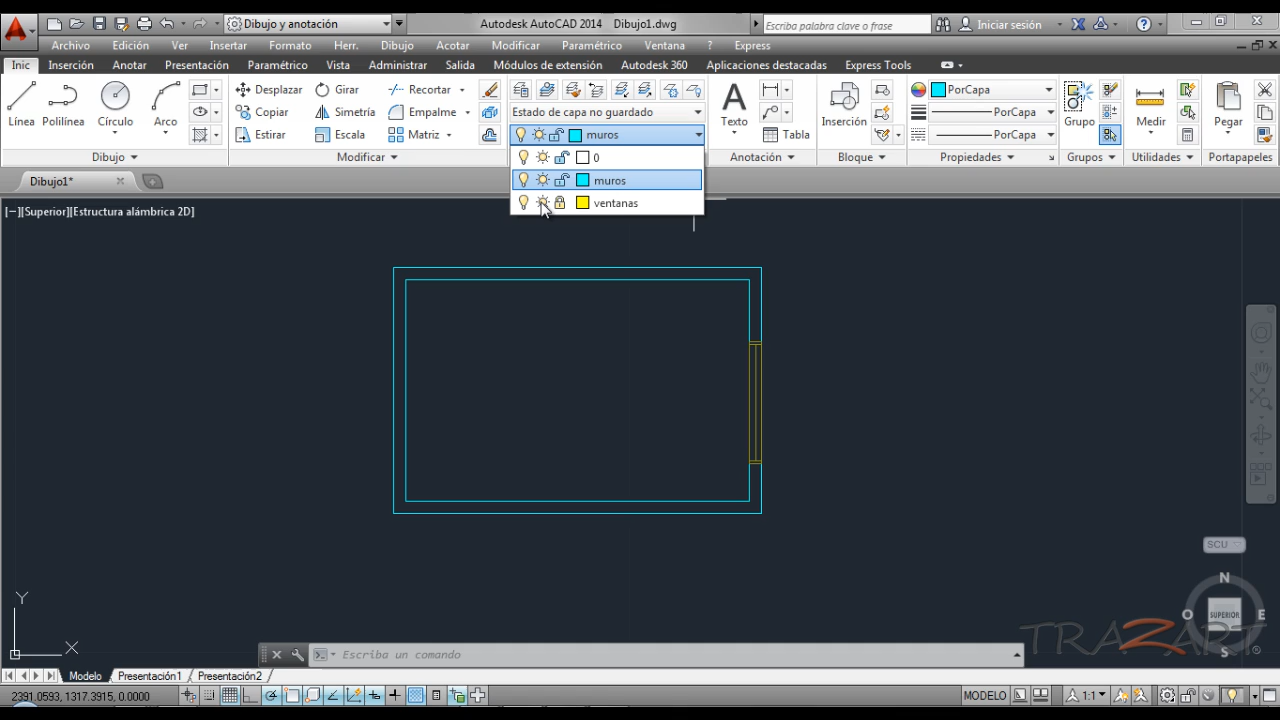 Dibujo y anotación
Autodesk AutoCAD 2014 Dibujo1.dwg
Escriba palabra clave o frase
Iniciar sesión
Archivo Edición Ver Insertar Formato Herr. Dibujo Acotar Modificar Paramétrico Ventana ? Express
Inic Inserción Anotar Presentación Paramétrico Vista Administrar Salida Módulos de extensión Autodesk 360 Aplicaciones destacadas Express Tools
Línea Polilínea Círculo Arco
Desplazar Girar Recortar
Copiar Simetría Empalme
Estirar Escala Matriz
Estado de capa no guardado
muros
0
muros
ventanas
Texto
Tabla
Inserción
PorCapa
PorCapa
PorCapa
Grupo
Medir
Pegar
Dibujo Modificar Anotación Bloque Propiedades Grupos Utilidades Portapapeles
Dibujo1*
[−][Superior][Estructura alámbrica 2D]
SCU
N
O SUPERIOR E
S
TRAZART
Y
X
Escriba un comando
Modelo Presentación1 Presentación2
2391.0593, 1317.3915, 0.0000
MODELO
1:1